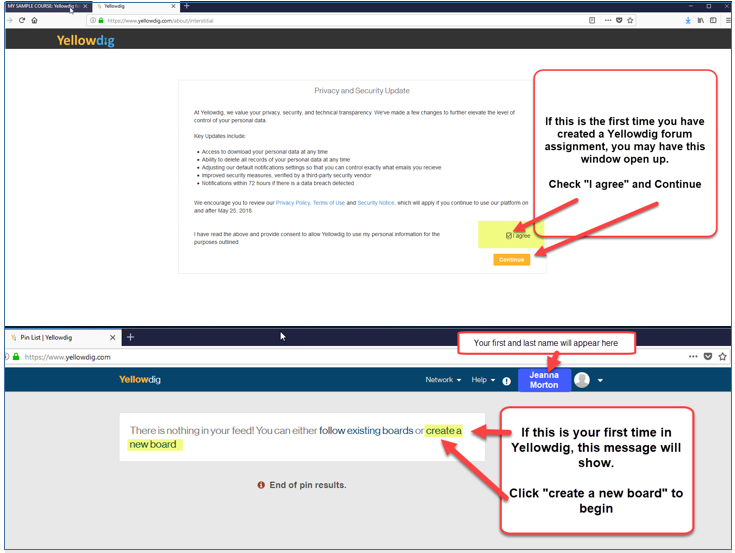 MY SAMPLE COURSE: Yellowdig
Yellowdig
https://www.yellowdig.com/about/interstitial
Yellowdig
Privacy and Security Update
At Yellowdig, we value your privacy, security, and technical transparency. We've made a few changes to further elevate the level of
control of your personal data.
Key Updates Include:
Access to download your personal data at any time
Ability to delete all records of your personal data at any time
Adjusting our default notifications settings so that you can control exactly what emails you recieve
Improved security measures, verified by a third-party security vendor
Notifications within 72 hours if there is a data breach detected
We encourage you to review our Privacy Policy, Terms of Use and Security Notice, which will apply if you continue to use our platform on
and after May 25, 2018.
I have read the above and provide consent to allow Yellowdig to use my personal information for the
purposes outlined
I agree
Continue
If this is the first time you have
created a Yellowdig forum
assignment, you may have this
window open up.
Check "I agree" and Continue
Pin List | Yellowdig
https://www.yellowdig.com
Your first and last name will appear here
Yellowdig
Network
Help
Jeanna
Morton
There is nothing in your feed! You can either follow existing boards or create a
new board
End of pin results.
If this is your first time in
Yellowdig, this message will
show.
Click "create a new board" to
begin